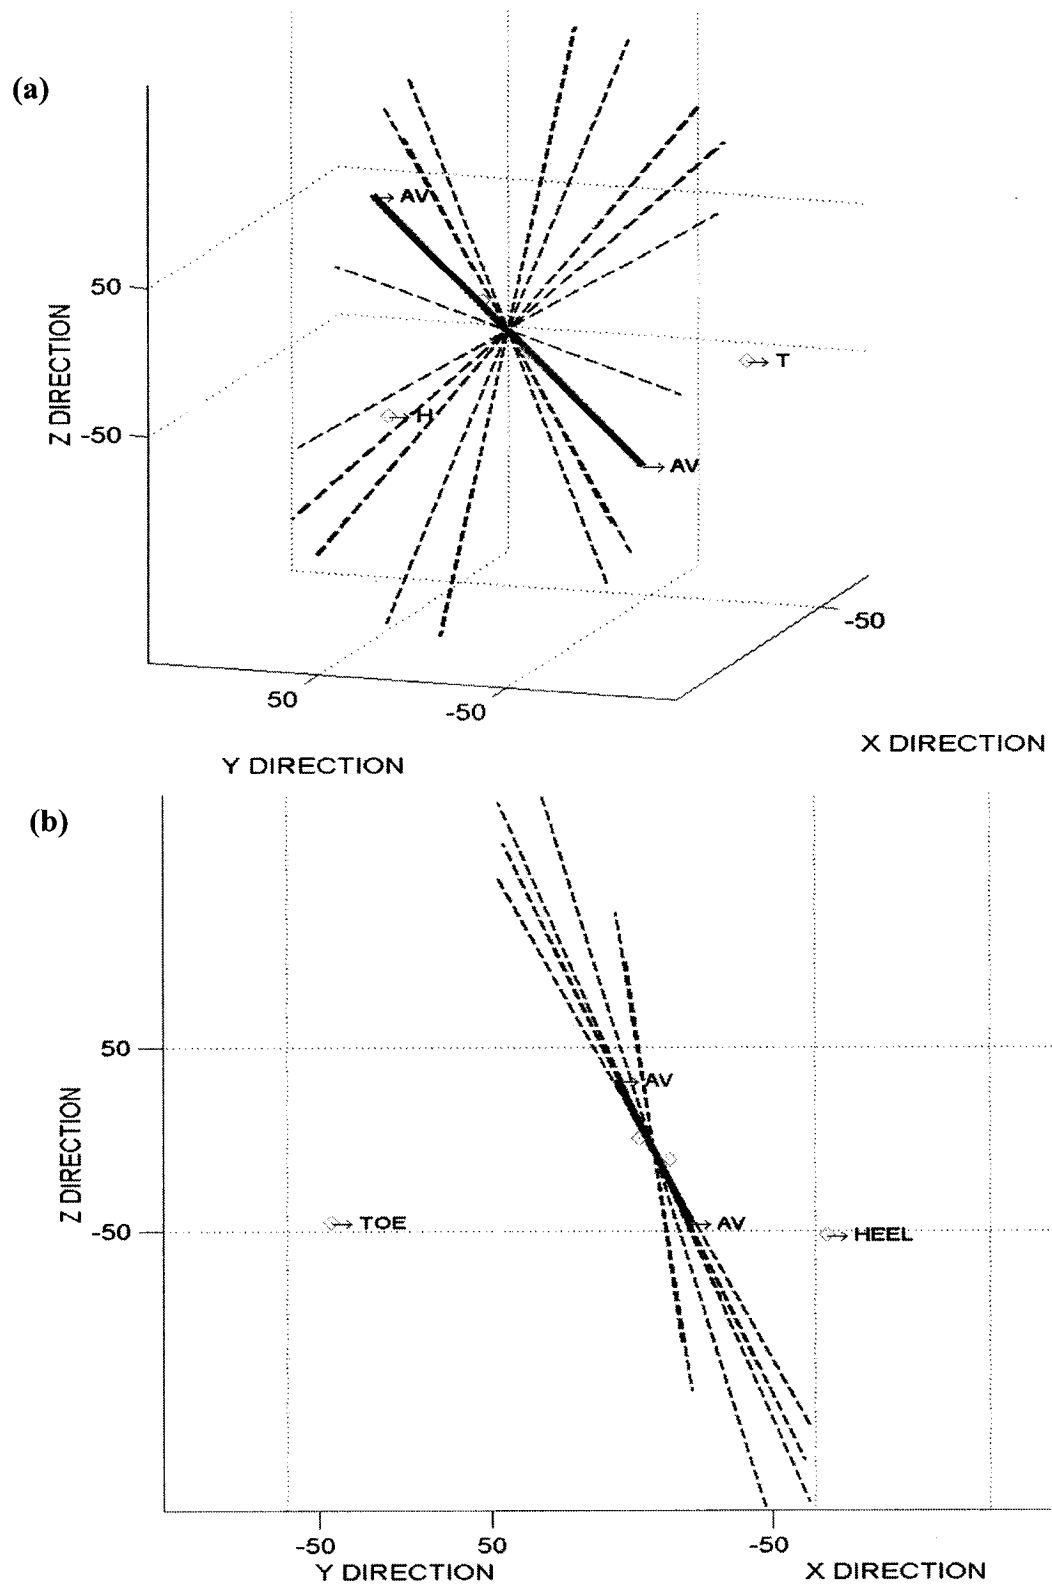 (a)
AV
50
Z DIRECTION
T
H
-50
AV
-50
50
-50
X DIRECTION
Y DIRECTION
(b)
50
AV
Z DIRECTION
TOE
AV
-50
HEEL
-50
50
-50
Y DIRECTION
X DIRECTION